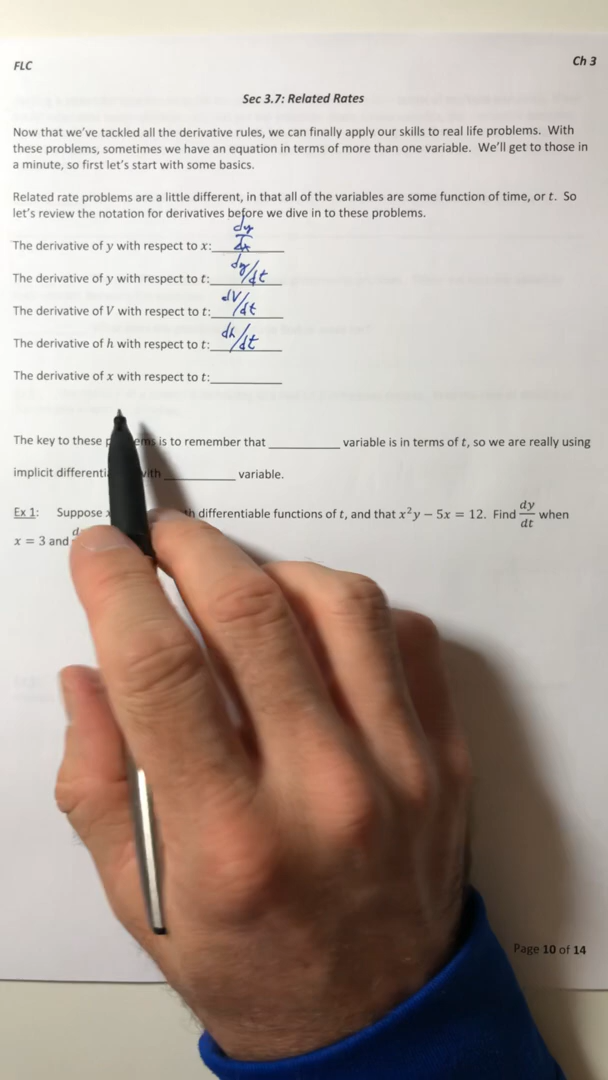 FLC
Ch 3
Sec 3.7: Related Rates
Now that we've tackled all the derivative rules, we can finally apply our skills to real life problems. With
these problems, sometimes we have an equation in terms of more than one variable. We'll get to those in
a minute, so first let's start with some basics.
Related rate problems are a little different, in that all of the variables are some function of time, or t. So
let's review the notation for derivatives before we dive in to these problems.
The derivative of y with respect to x: dy/dx
The derivative of y with respect to t: dy/dt
The derivative of V with respect to t: dV/dt
The derivative of h with respect to t: dh/dt
The derivative of x with respect to t: ________
The key to these is to remember that ________ variable is in terms of t, so we are really using
implicit ________ variable.
Ex 1: Suppose differentiable functions of t, and that x²y − 5x = 12. Find dy/dt when
x = 3 and
Page 10 of 14